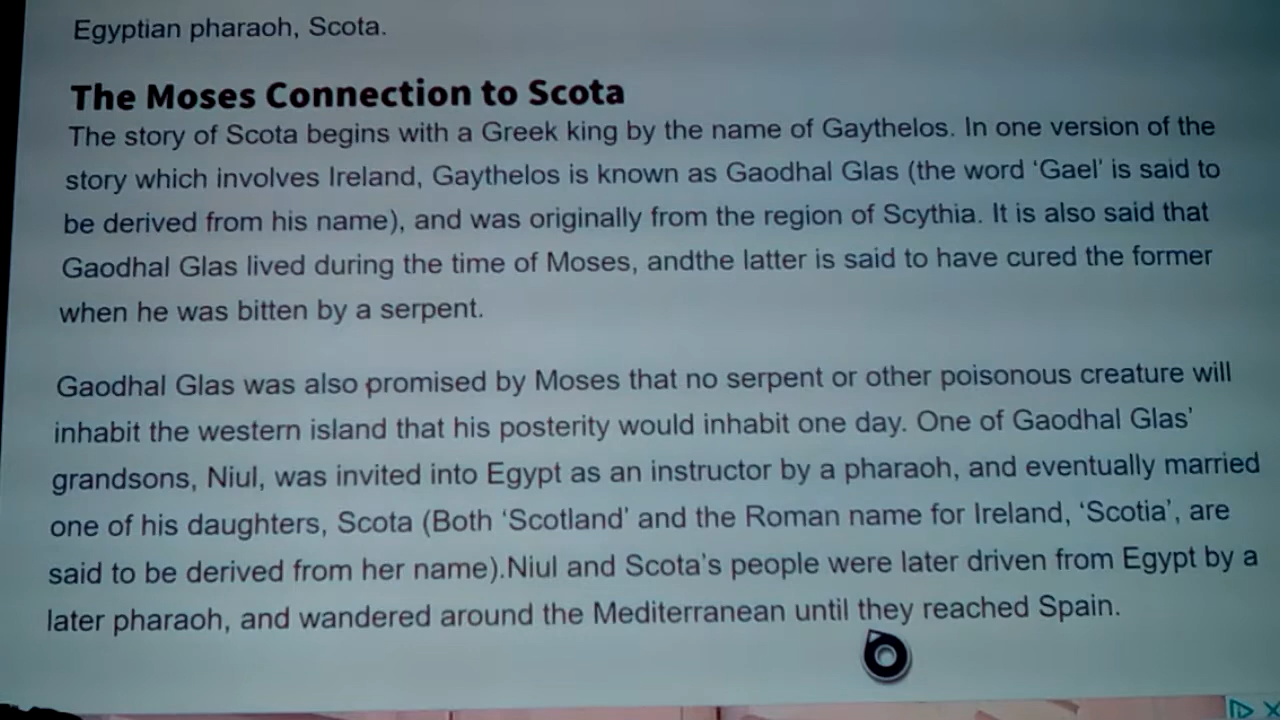 Egyptian pharaoh, Scota.
The Moses Connection to Scota
The story of Scota begins with a Greek king by the name of Gaythelos. In one version of the
story which involves Ireland, Gaythelos is known as Gaodhal Glas (the word ‘Gael’ is said to
be derived from his name), and was originally from the region of Scythia. It is also said that
Gaodhal Glas lived during the time of Moses, andthe latter is said to have cured the former
when he was bitten by a serpent.
Gaodhal Glas was also promised by Moses that no serpent or other poisonous creature will
inhabit the western island that his posterity would inhabit one day. One of Gaodhal Glas’
grandsons, Niul, was invited into Egypt as an instructor by a pharaoh, and eventually married
one of his daughters, Scota (Both ‘Scotland’ and the Roman name for Ireland, ‘Scotia’, are
said to be derived from her name).Niul and Scota’s people were later driven from Egypt by a
later pharaoh, and wandered around the Mediterranean until they reached Spain.